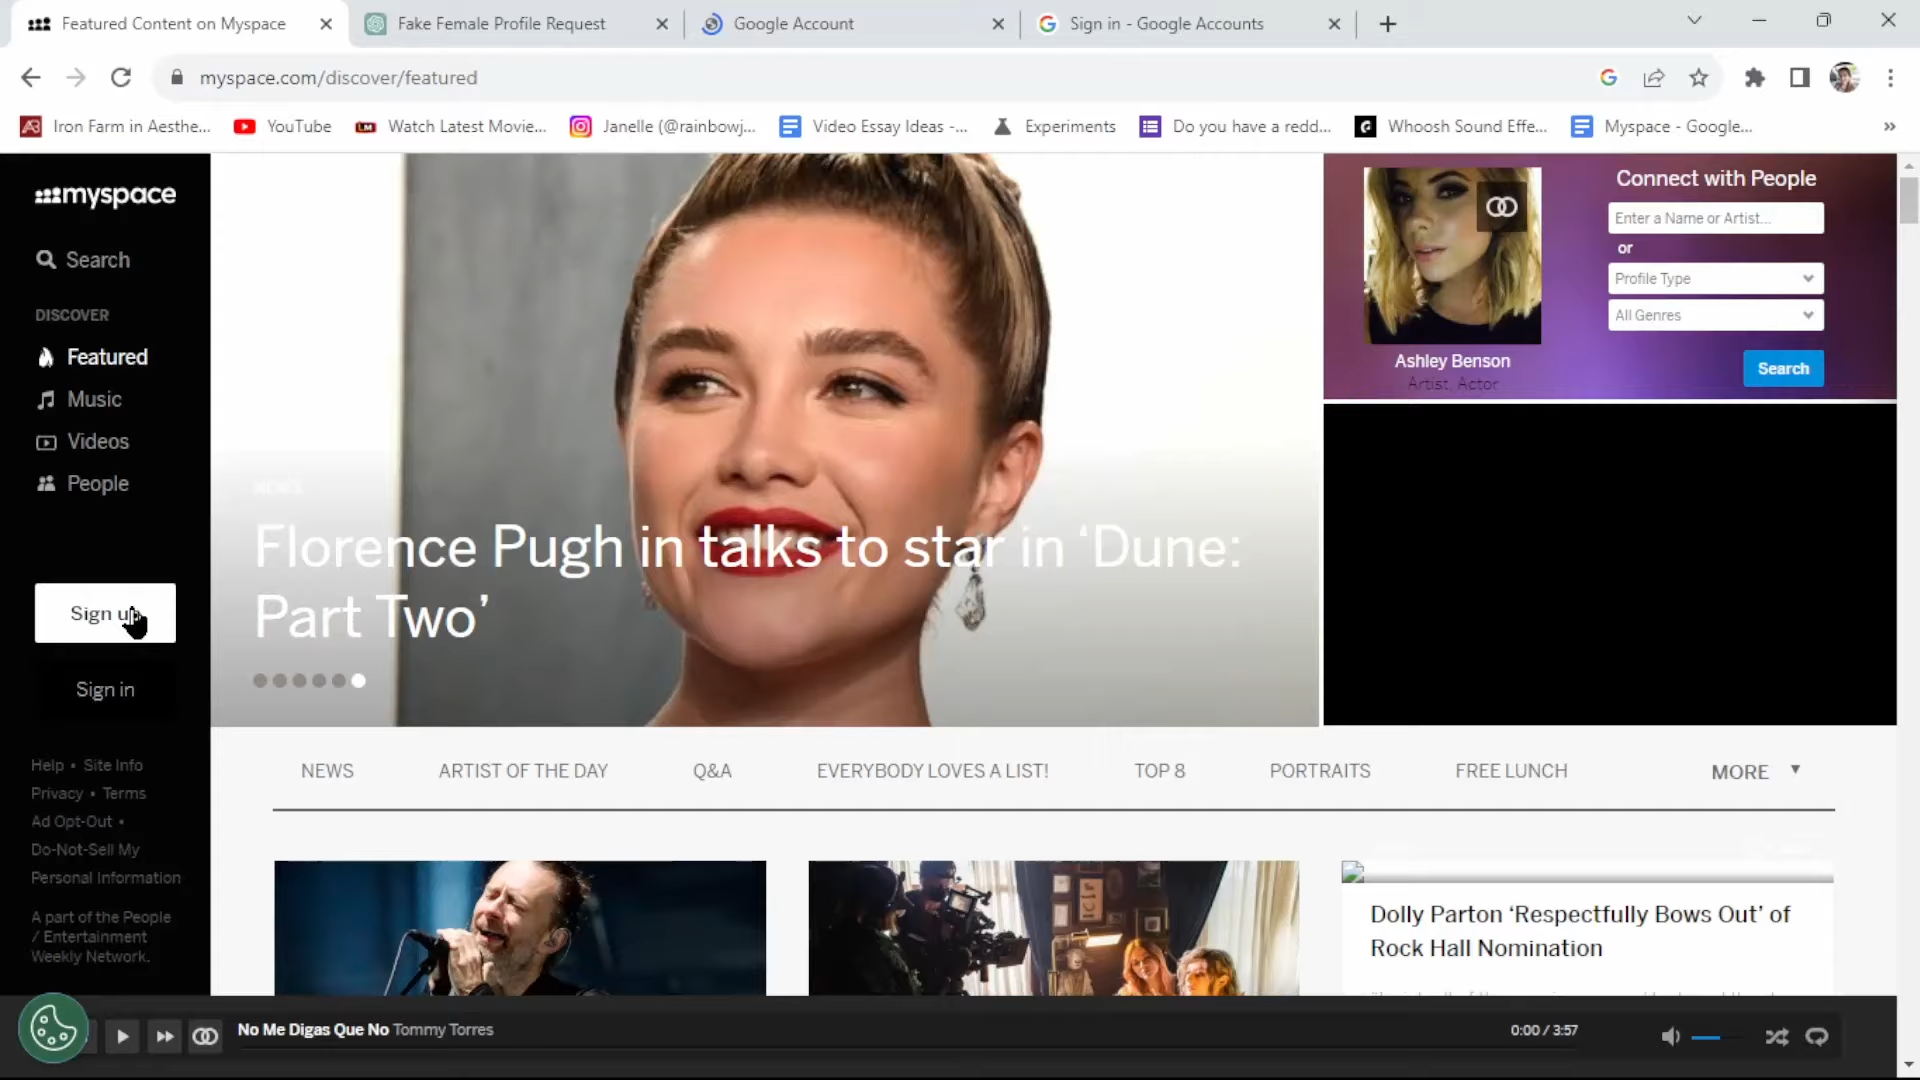 Featured Content on Myspace
Fake Female Profile Request
Google Account
Sign in - Google Accounts
myspace.com/discover/featured
Iron Farm in Aesthe...
YouTube
Watch Latest Movie...
Janelle (@rainbowj...
Video Essay Ideas -...
Experiments
Do you have a redd...
Whoosh Sound Effe...
Myspace - Google...
myspace
Search
DISCOVER
Featured
Music
Videos
People
Sign up
Sign in
Help • Site Info
Privacy • Terms
Ad Opt-Out •
Do-Not-Sell My
Personal Information
A part of the People
/ Entertainment
Weekly Network.
NEWS
Florence Pugh in talks to star in ‘Dune:
Part Two’
Connect with People
Enter a Name or Artist...
or
Profile Type
All Genres
Search
Ashley Benson
Artist, Actor
NEWS
ARTIST OF THE DAY
Q&A
EVERYBODY LOVES A LIST!
TOP 8
PORTRAITS
FREE LUNCH
MORE
Dolly Parton ‘Respectfully Bows Out’ of
Rock Hall Nomination
No Me Digas Que No Tommy Torres
0:00 / 3:57